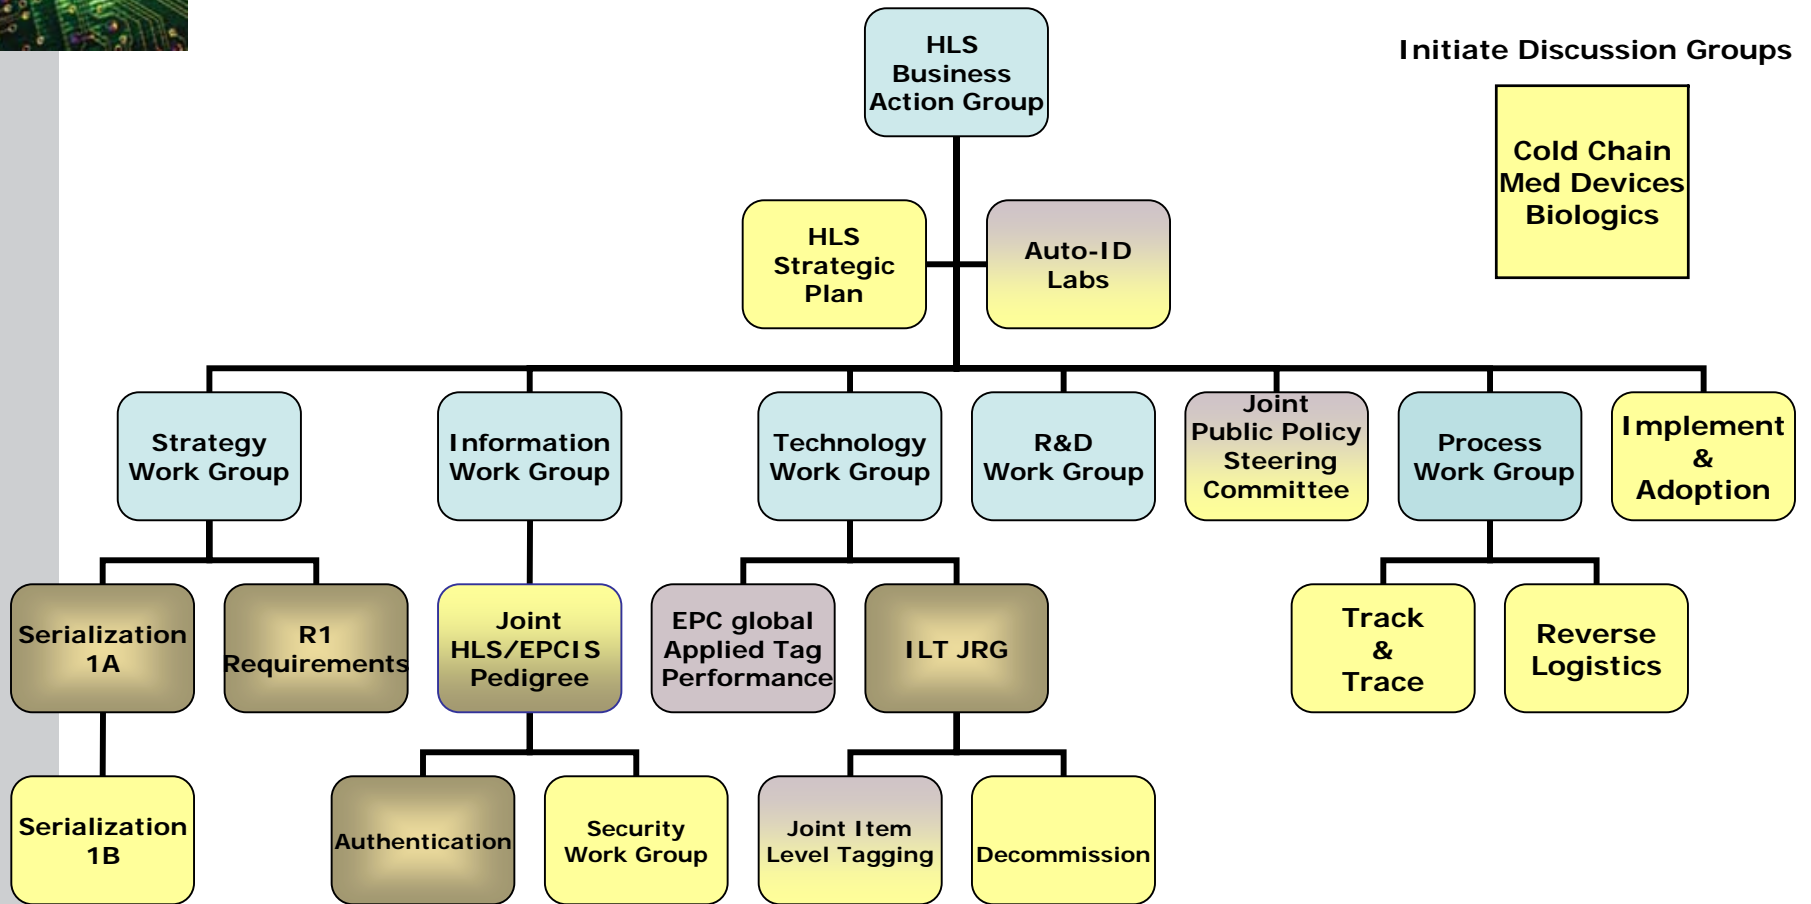 HLS
Business
Action Group
Initiate Discussion Groups
Cold Chain
Med Devices
Biologics
HLS
Strategic
Plan
Auto-ID
Labs
Strategy
Work Group
Information
Work Group
Technology
Work Group
R&D
Work Group
Joint
Public Policy
Steering
Committee
Process
Work Group
Implement
&
Adoption
Serialization
1A
R1
Requirements
Joint
HLS/EPCIS
Pedigree
EPC global
Applied Tag
Performance
ILT JRG
Track
&
Trace
Reverse
Logistics
Serialization
1B
Authentication
Security
Work Group
Joint Item
Level Tagging
Decommission